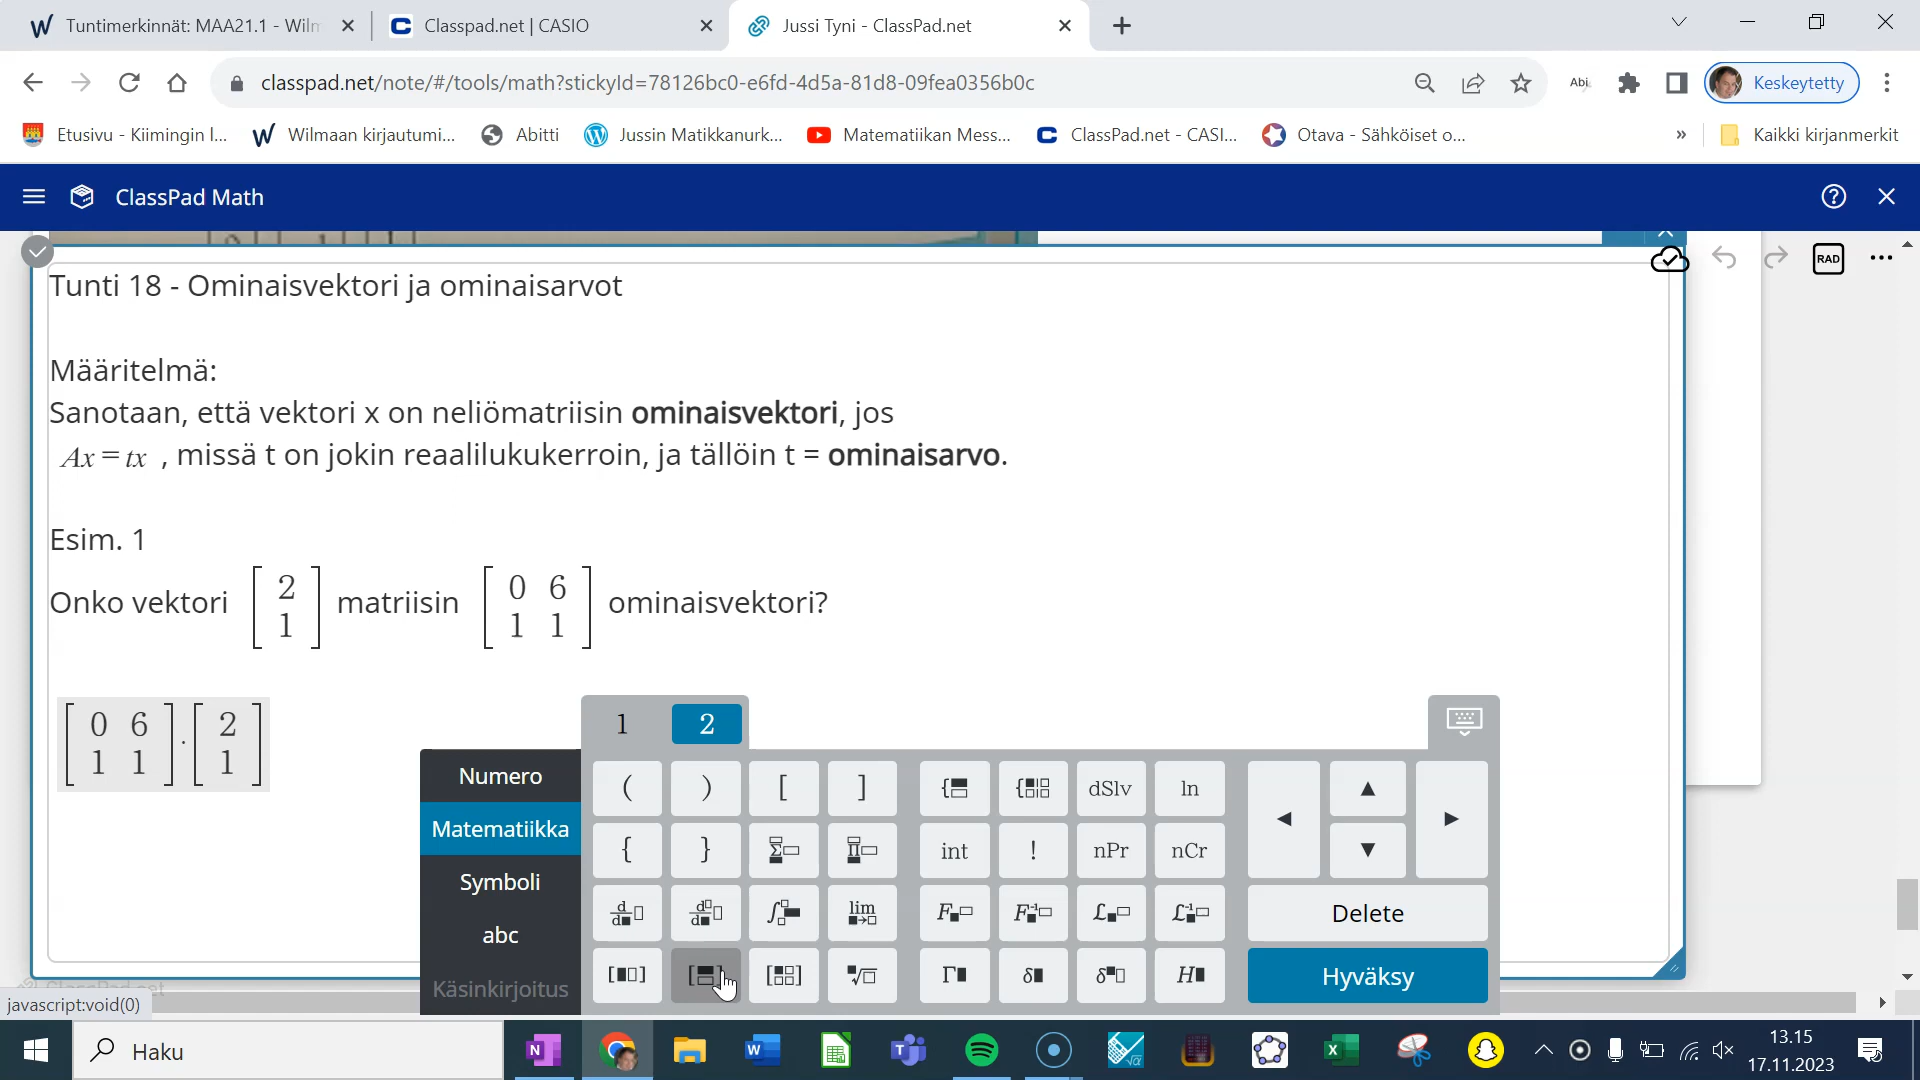 Tuntimerkinnät: MAA21.1 - Wilm
Classpad.net | CASIO
Jussi Tyni - ClassPad.net
classpad.net/note/#/tools/math?stickyId=78126bc0-e6fd-4d5a-81d8-09fea0356b0c
Abi
Keskeytetty
Etusivu - Kiimingin l...
Wilmaan kirjautumi...
Abitti
Jussin Matikkanurk...
Matematiikan Mess...
ClassPad.net - CASI...
Otava - Sähköiset o...
»
Kaikki kirjanmerkit
ClassPad Math
RAD
Tunti 18 - Ominaisvektori ja ominaisarvot
Määritelmä:
Sanotaan, että vektori x on neliömatriisin ominaisvektori, jos
Ax = tx , missä t on jokin reaalilukukerroin, ja tällöin t = ominaisarvo.
Esim. 1
Onko vektori [2 1] matriisin [0 6 1 1] ominaisvektori?
[0 6 1 1] · [2 1]
1 2
Numero
Matematiikka
Symboli
abc
Käsinkirjoitus
( ) [ ] dSlv ln
{ } Σ Π int ! nPr nCr
d/d d/d ∫ lim F F⁻¹ L L⁻¹
[ ] [ ] [ ] √ Γ δ δ H
Delete
Hyväksy
javascript:void(0)
Haku
13.15
17.11.2023